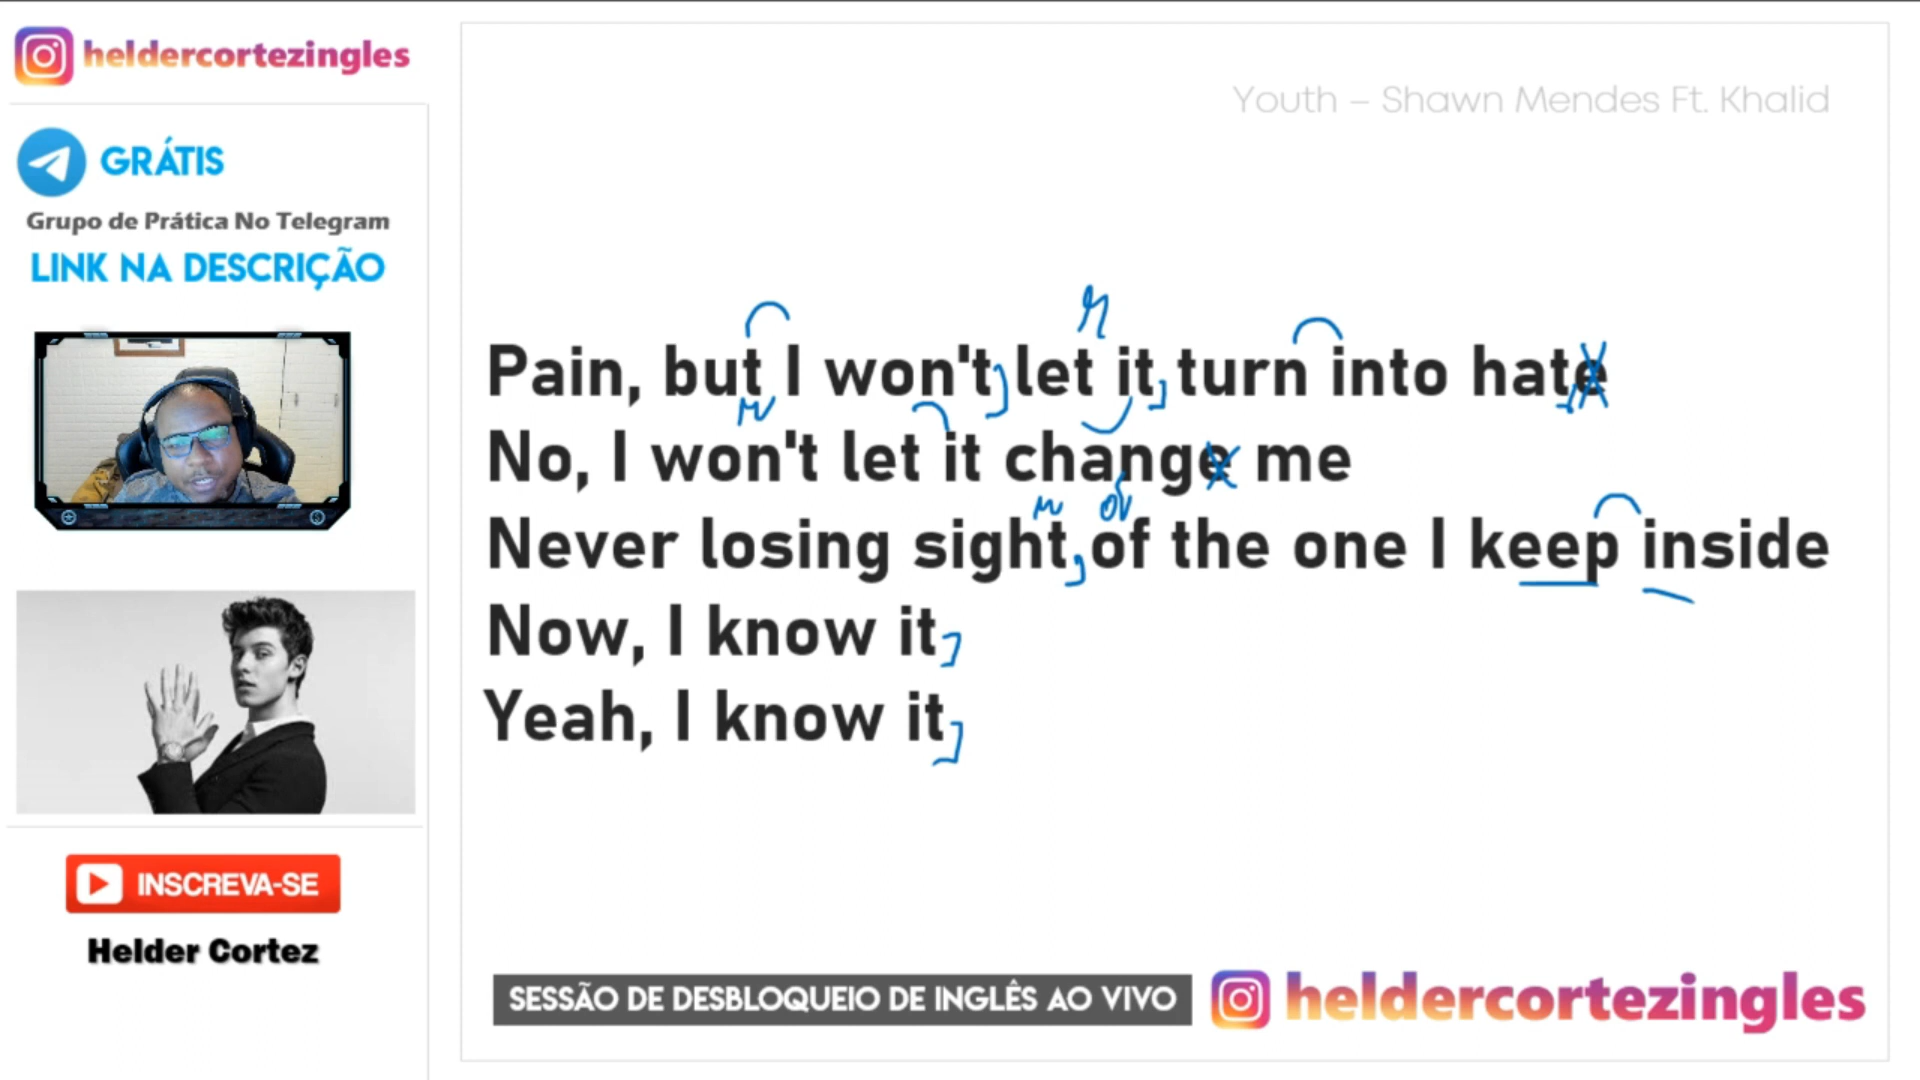 heldercortezingles
GRÁTIS
Grupo de Prática No Telegram
LINK NA DESCRIÇÃO
INSCREVA-SE
Helder Cortez
Youth – Shawn Mendes Ft. Khalid
Pain, but I won't let it turn into hate
No, I won't let it change me
Never losing sight of the one I keep inside
Now, I know it
Yeah, I know it
SESSÃO DE DESBLOQUEIO DE INGLÊS AO VIVO
heldercortezingles